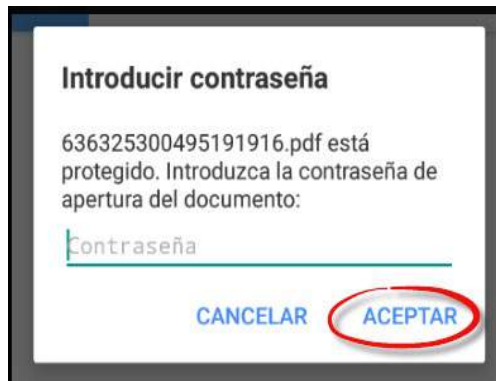 Introducir contraseña
636325300495191916.pdf está
protegido. Introduzca la contraseña de
apertura del documento:
Contraseña
CANCELAR ACEPTAR